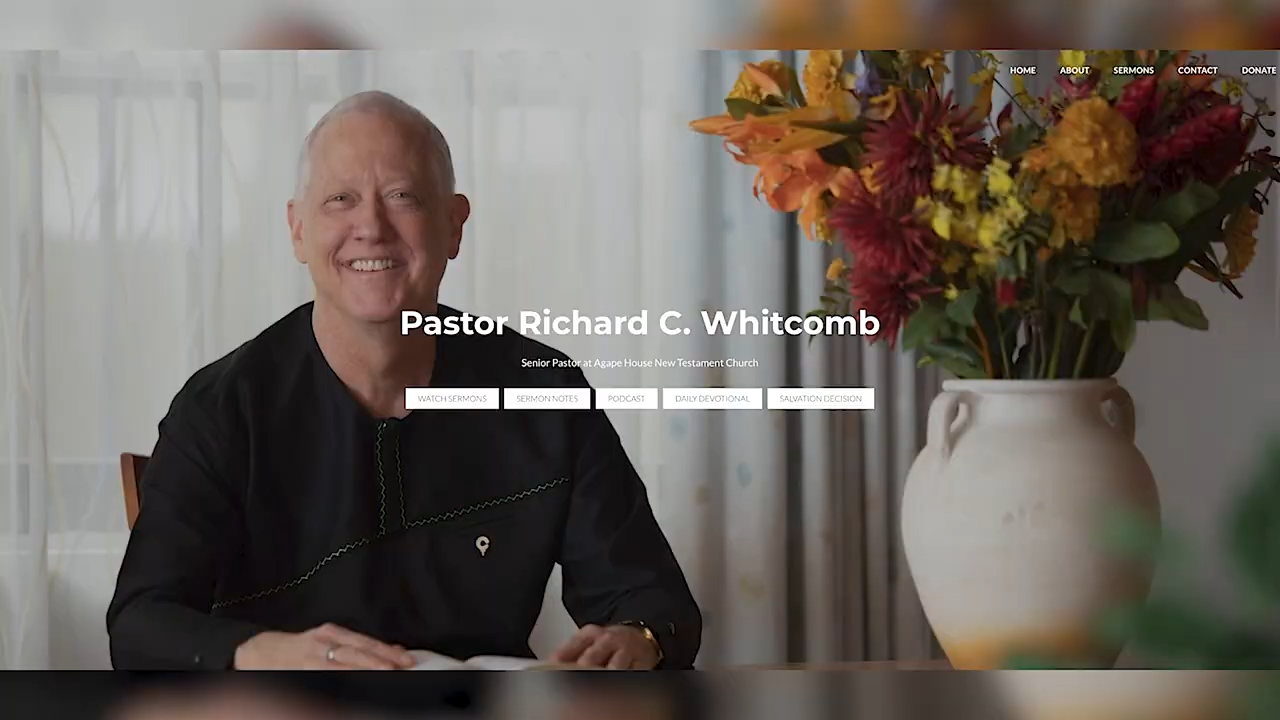 HOME ABOUT SERMONS CONTACT DONATE
Pastor Richard C. Whitcomb
Senior Pastor at Agape House New Testament Church
WATCH SERMONS SERMON NOTES PODCAST DAILY DEVOTIONAL SALVATION DECISION